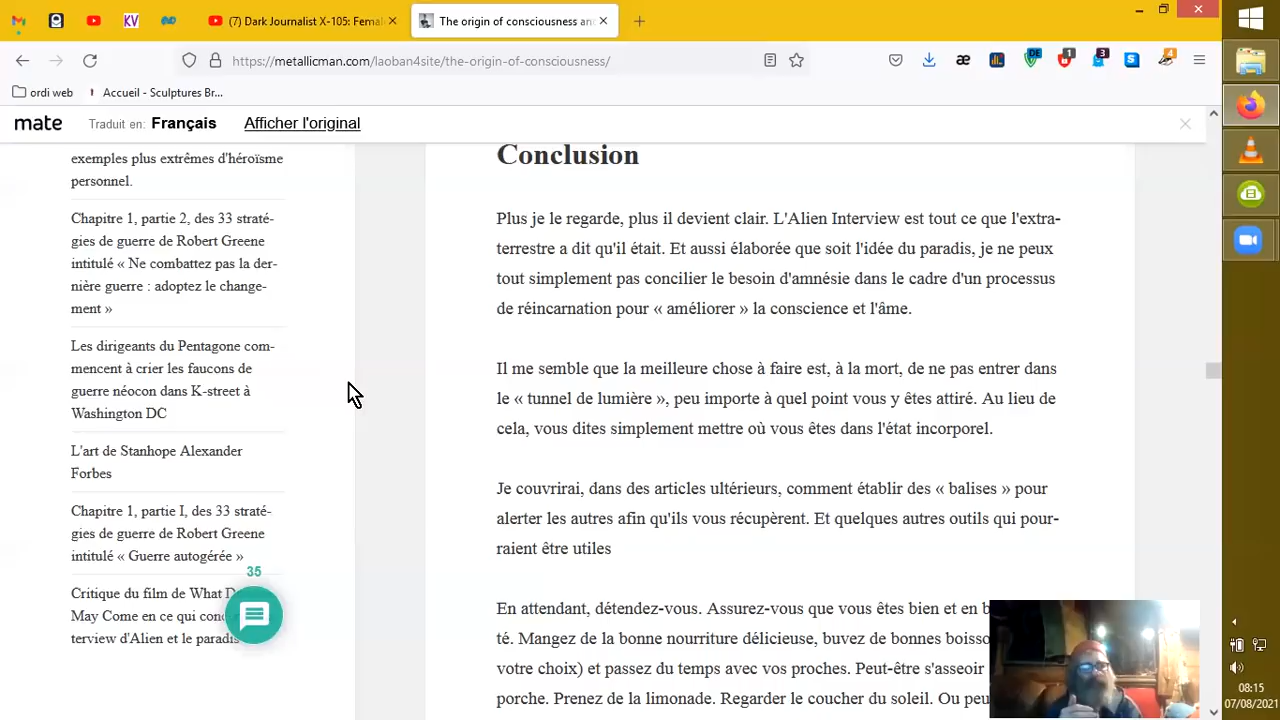 (7) Dark Journalist X-105: Fema
The origin of consciousness an
KV
https://metallicman.com/laoban4site/the-origin-of-consciousness/
DE
1
3
4
ordi web
Accueil - Sculptures Br...
mate
Traduit en: Français
Afficher l'original
exemples plus extrêmes d'héroïsme
personnel.
Chapitre 1, partie 2, des 33 straté-
gies de guerre de Robert Greene
intitulé « Ne combattez pas la der-
nière guerre : adoptez le change-
ment »
Les dirigeants du Pentagone com-
mencent à crier les faucons de
guerre néocon dans K-street à
Washington DC
L'art de Stanhope Alexander
Forbes
Chapitre 1, partie I, des 33 straté-
gies de guerre de Robert Greene
intitulé « Guerre autogérée »
35
Critique du film de What D
May Come en ce qui con
terview d'Alien et le paradis
Conclusion
Plus je le regarde, plus il devient clair. L'Alien Interview est tout ce que l'extra-
terrestre a dit qu'il était. Et aussi élaborée que soit l'idée du paradis, je ne peux
tout simplement pas concilier le besoin d'amnésie dans le cadre d'un processus
de réincarnation pour « améliorer » la conscience et l'âme.
Il me semble que la meilleure chose à faire est, à la mort, de ne pas entrer dans
le « tunnel de lumière », peu importe à quel point vous y êtes attiré. Au lieu de
cela, vous dites simplement mettre où vous êtes dans l'état incorporel.
Je couvrirai, dans des articles ultérieurs, comment établir des « balises » pour
alerter les autres afin qu'ils vous récupèrent. Et quelques autres outils qui pour-
raient être utiles
En attendant, détendez-vous. Assurez-vous que vous êtes bien et en b
té. Mangez de la bonne nourriture délicieuse, buvez de bonnes boisso
votre choix) et passez du temps avec vos proches. Peut-être s'asseoir
porche. Prenez de la limonade. Regarder le coucher du soleil. Ou peu
08:15
07/08/2021